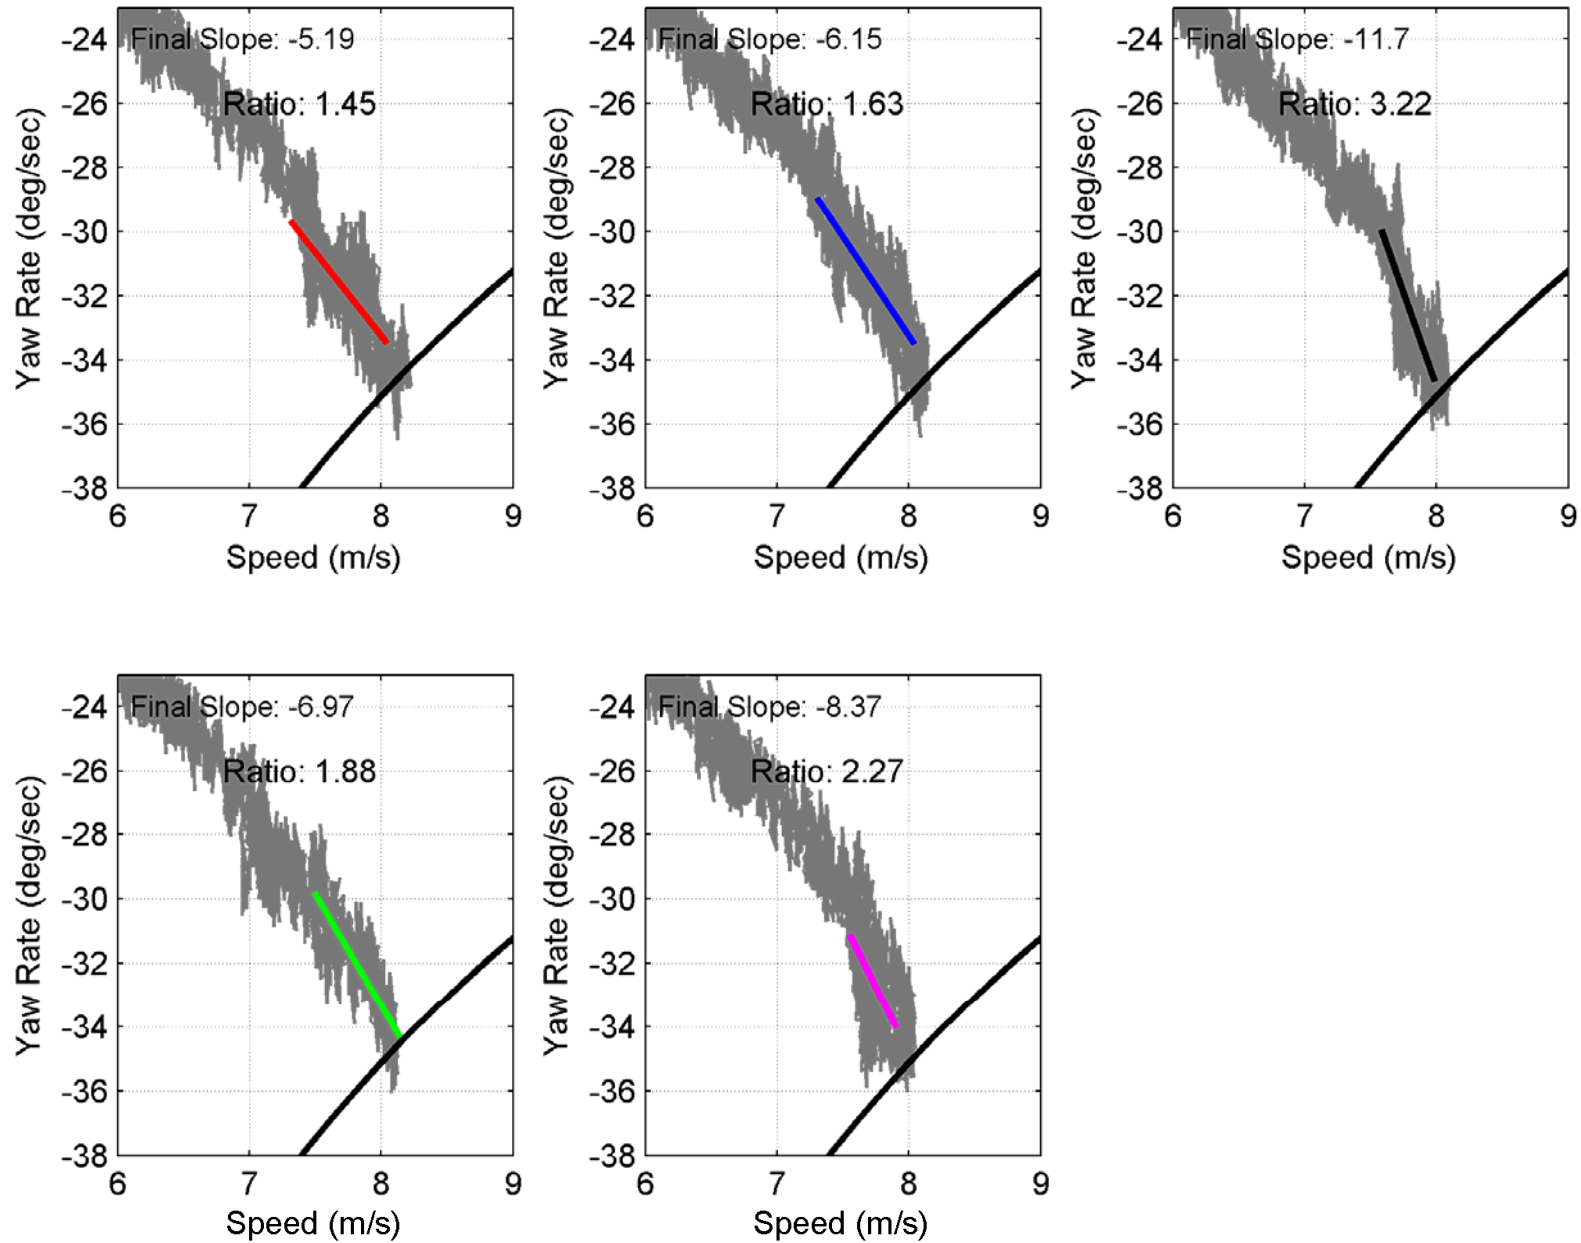 Final Slope: -5.19
Ratio: 1.45
-24
-26
-28
-30
-32
-34
-36
-38
6 7 8 9
Yaw Rate (deg/sec)
Speed (m/s)
Final Slope: -6.15
Ratio: 1.63
-24
-26
-28
-30
-32
-34
-36
-38
6 7 8 9
Yaw Rate (deg/sec)
Speed (m/s)
Final Slope: -11.7
Ratio: 3.22
-24
-26
-28
-30
-32
-34
-36
-38
6 7 8 9
Yaw Rate (deg/sec)
Speed (m/s)
Final Slope: -6.97
Ratio: 1.88
-24
-26
-28
-30
-32
-34
-36
-38
6 7 8 9
Yaw Rate (deg/sec)
Speed (m/s)
Final Slope: -8.37
Ratio: 2.27
-24
-26
-28
-30
-32
-34
-36
-38
6 7 8 9
Yaw Rate (deg/sec)
Speed (m/s)